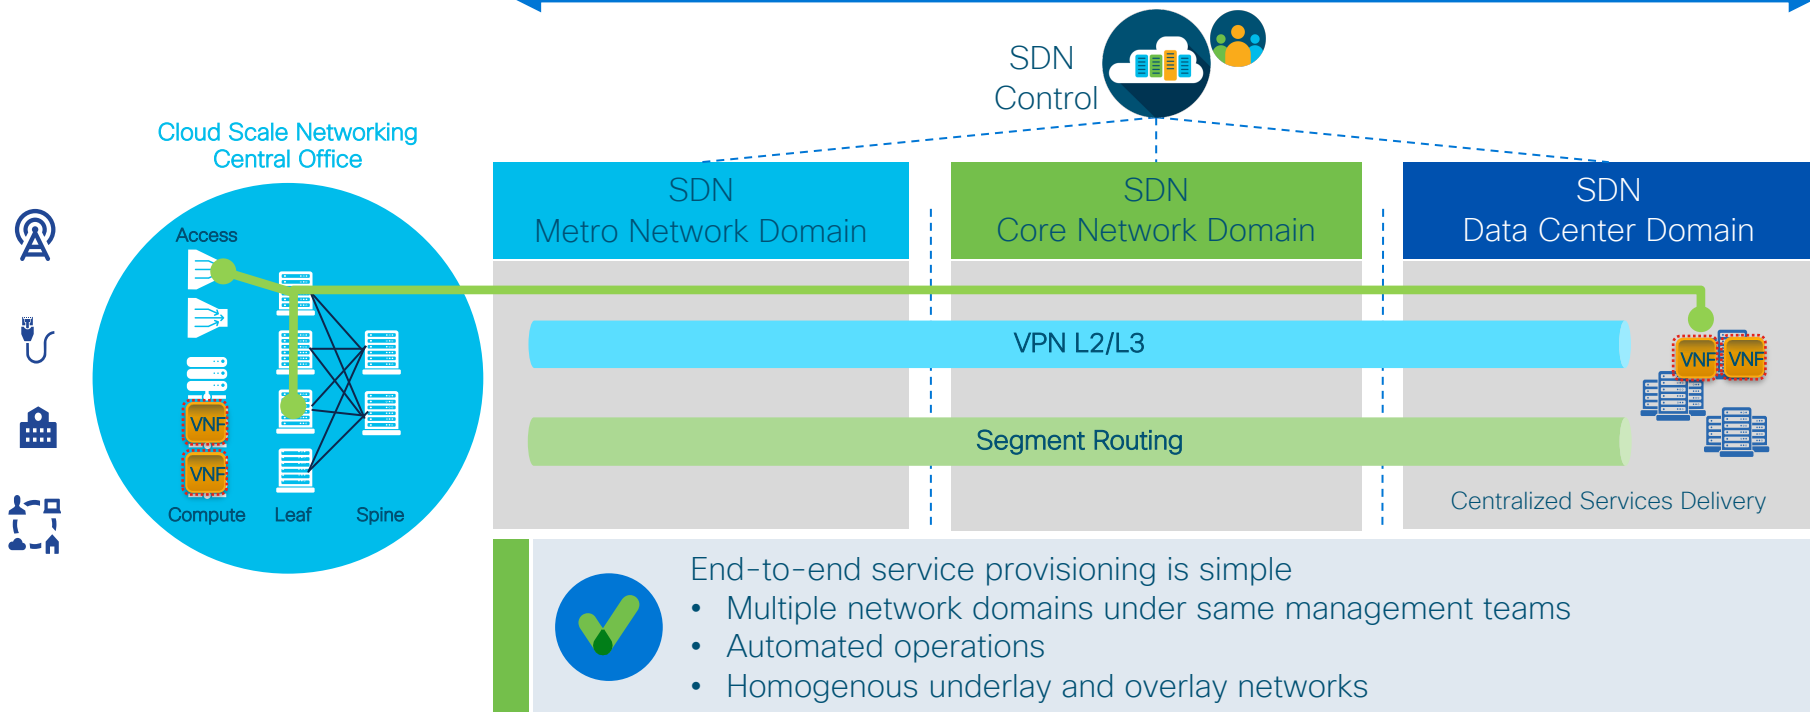 SDN
Control
Cloud Scale Networking
Central Office
SDN
Metro Network Domain
SDN
Core Network Domain
SDN
Data Center Domain
Access
VPN L2/L3
VNF
VNF
VNF
VNF
Segment Routing
Compute
Leaf
Spine
Centralized Services Delivery
End-to-end service provisioning is simple
• Multiple network domains under same management teams
• Automated operations
• Homogenous underlay and overlay networks